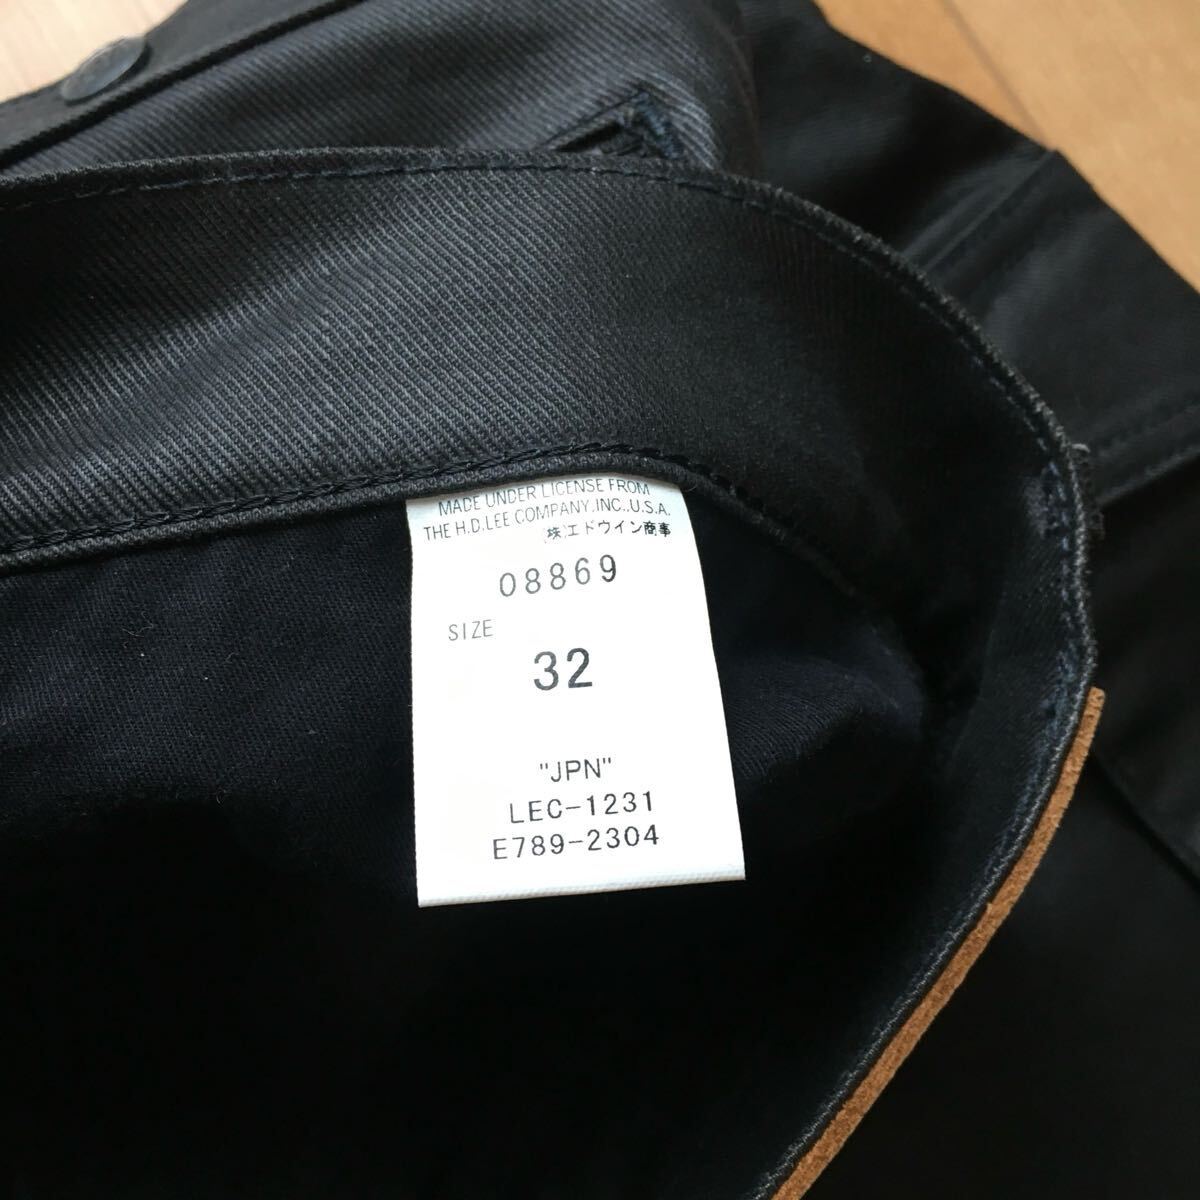 MADE UNDER LICENSE FROM
THE H.D.LEE COMPANY,INC.,U.S.A.
㈱エドウイン商事
08869
SIZE
32
"JPN"
LEC-1231
E789-2304